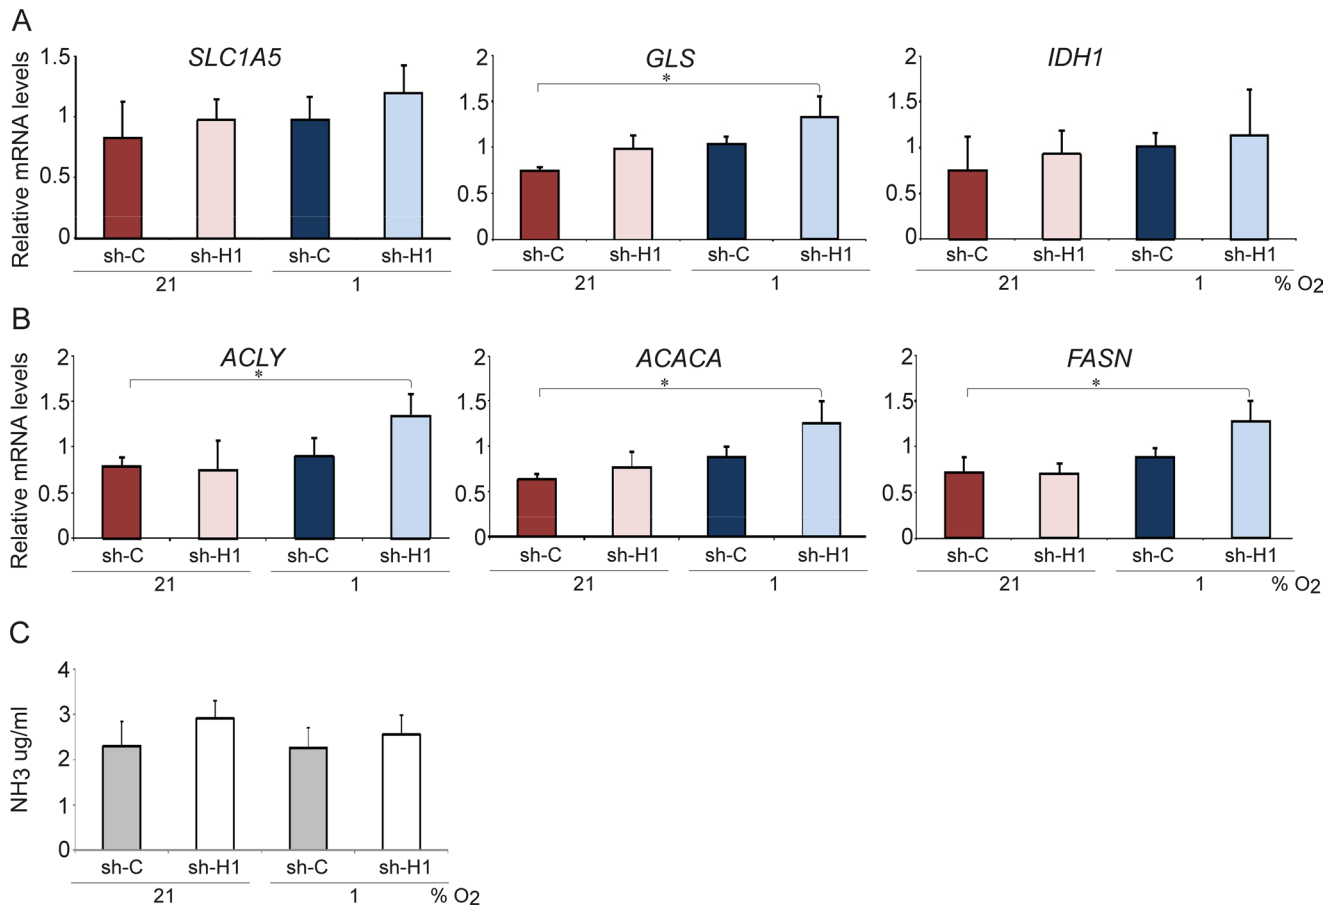 A
SLC1A5 GLS IDH1
Relative mRNA levels
1.5 1 0.5 0
2 1.5 1 0.5 0
*
2 1.5 1 0.5 0
sh-C sh-H1 sh-C sh-H1 sh-C sh-H1 sh-C sh-H1 sh-C sh-H1 sh-C sh-H1
21 1 21 1 21 1 % O2
B
ACLY ACACA FASN
Relative mRNA levels
2 1.5 1 0.5 0
*
2 1.5 1 0.5 0
*
2 1.5 1 0.5 0
*
sh-C sh-H1 sh-C sh-H1 sh-C sh-H1 sh-C sh-H1 sh-C sh-H1 sh-C sh-H1
21 1 21 1 21 1 % O2
C
NH3 ug/ml
4 3 2 1 0
sh-C sh-H1 sh-C sh-H1
21 1 % O2